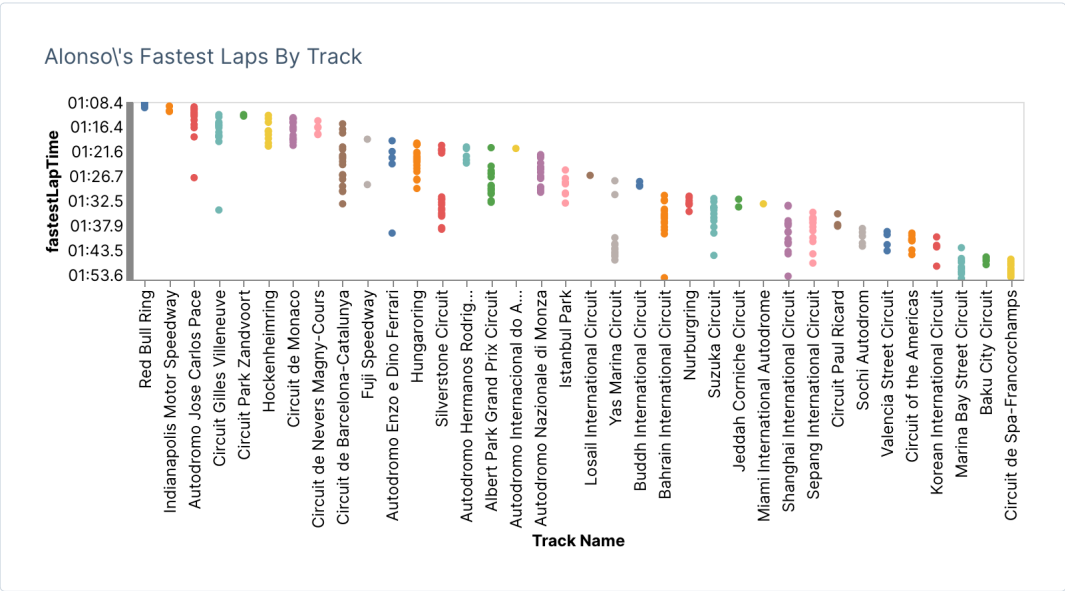 Alonso\'s Fastest Laps By Track
fastestLapTime
01:08.4
01:16.4
01:21.6
01:26.7
01:32.5
01:37.9
01:43.5
01:53.6
Red Bull Ring
Indianapolis Motor Speedway
Autodromo Jose Carlos Pace
Circuit Gilles Villeneuve
Circuit Park Zandvoort
Hockenheimring
Circuit de Monaco
Circuit de Nevers Magny-Cours
Circuit de Barcelona-Catalunya
Fuji Speedway
Autodromo Enzo e Dino Ferrari
Hungaroring
Silverstone Circuit
Autodromo Hermanos Rodrig...
Albert Park Grand Prix Circuit
Autodromo Internacional do A...
Autodromo Nazionale di Monza
Istanbul Park
Losail International Circuit
Yas Marina Circuit
Buddh International Circuit
Bahrain International Circuit
Nurburgring
Suzuka Circuit
Jeddah Corniche Circuit
Miami International Autodrome
Shanghai International Circuit
Sepang International Circuit
Circuit Paul Ricard
Sochi Autodrom
Valencia Street Circuit
Circuit of the Americas
Korean International Circuit
Marina Bay Street Circuit
Baku City Circuit
Circuit de Spa-Francorchamps
Track Name